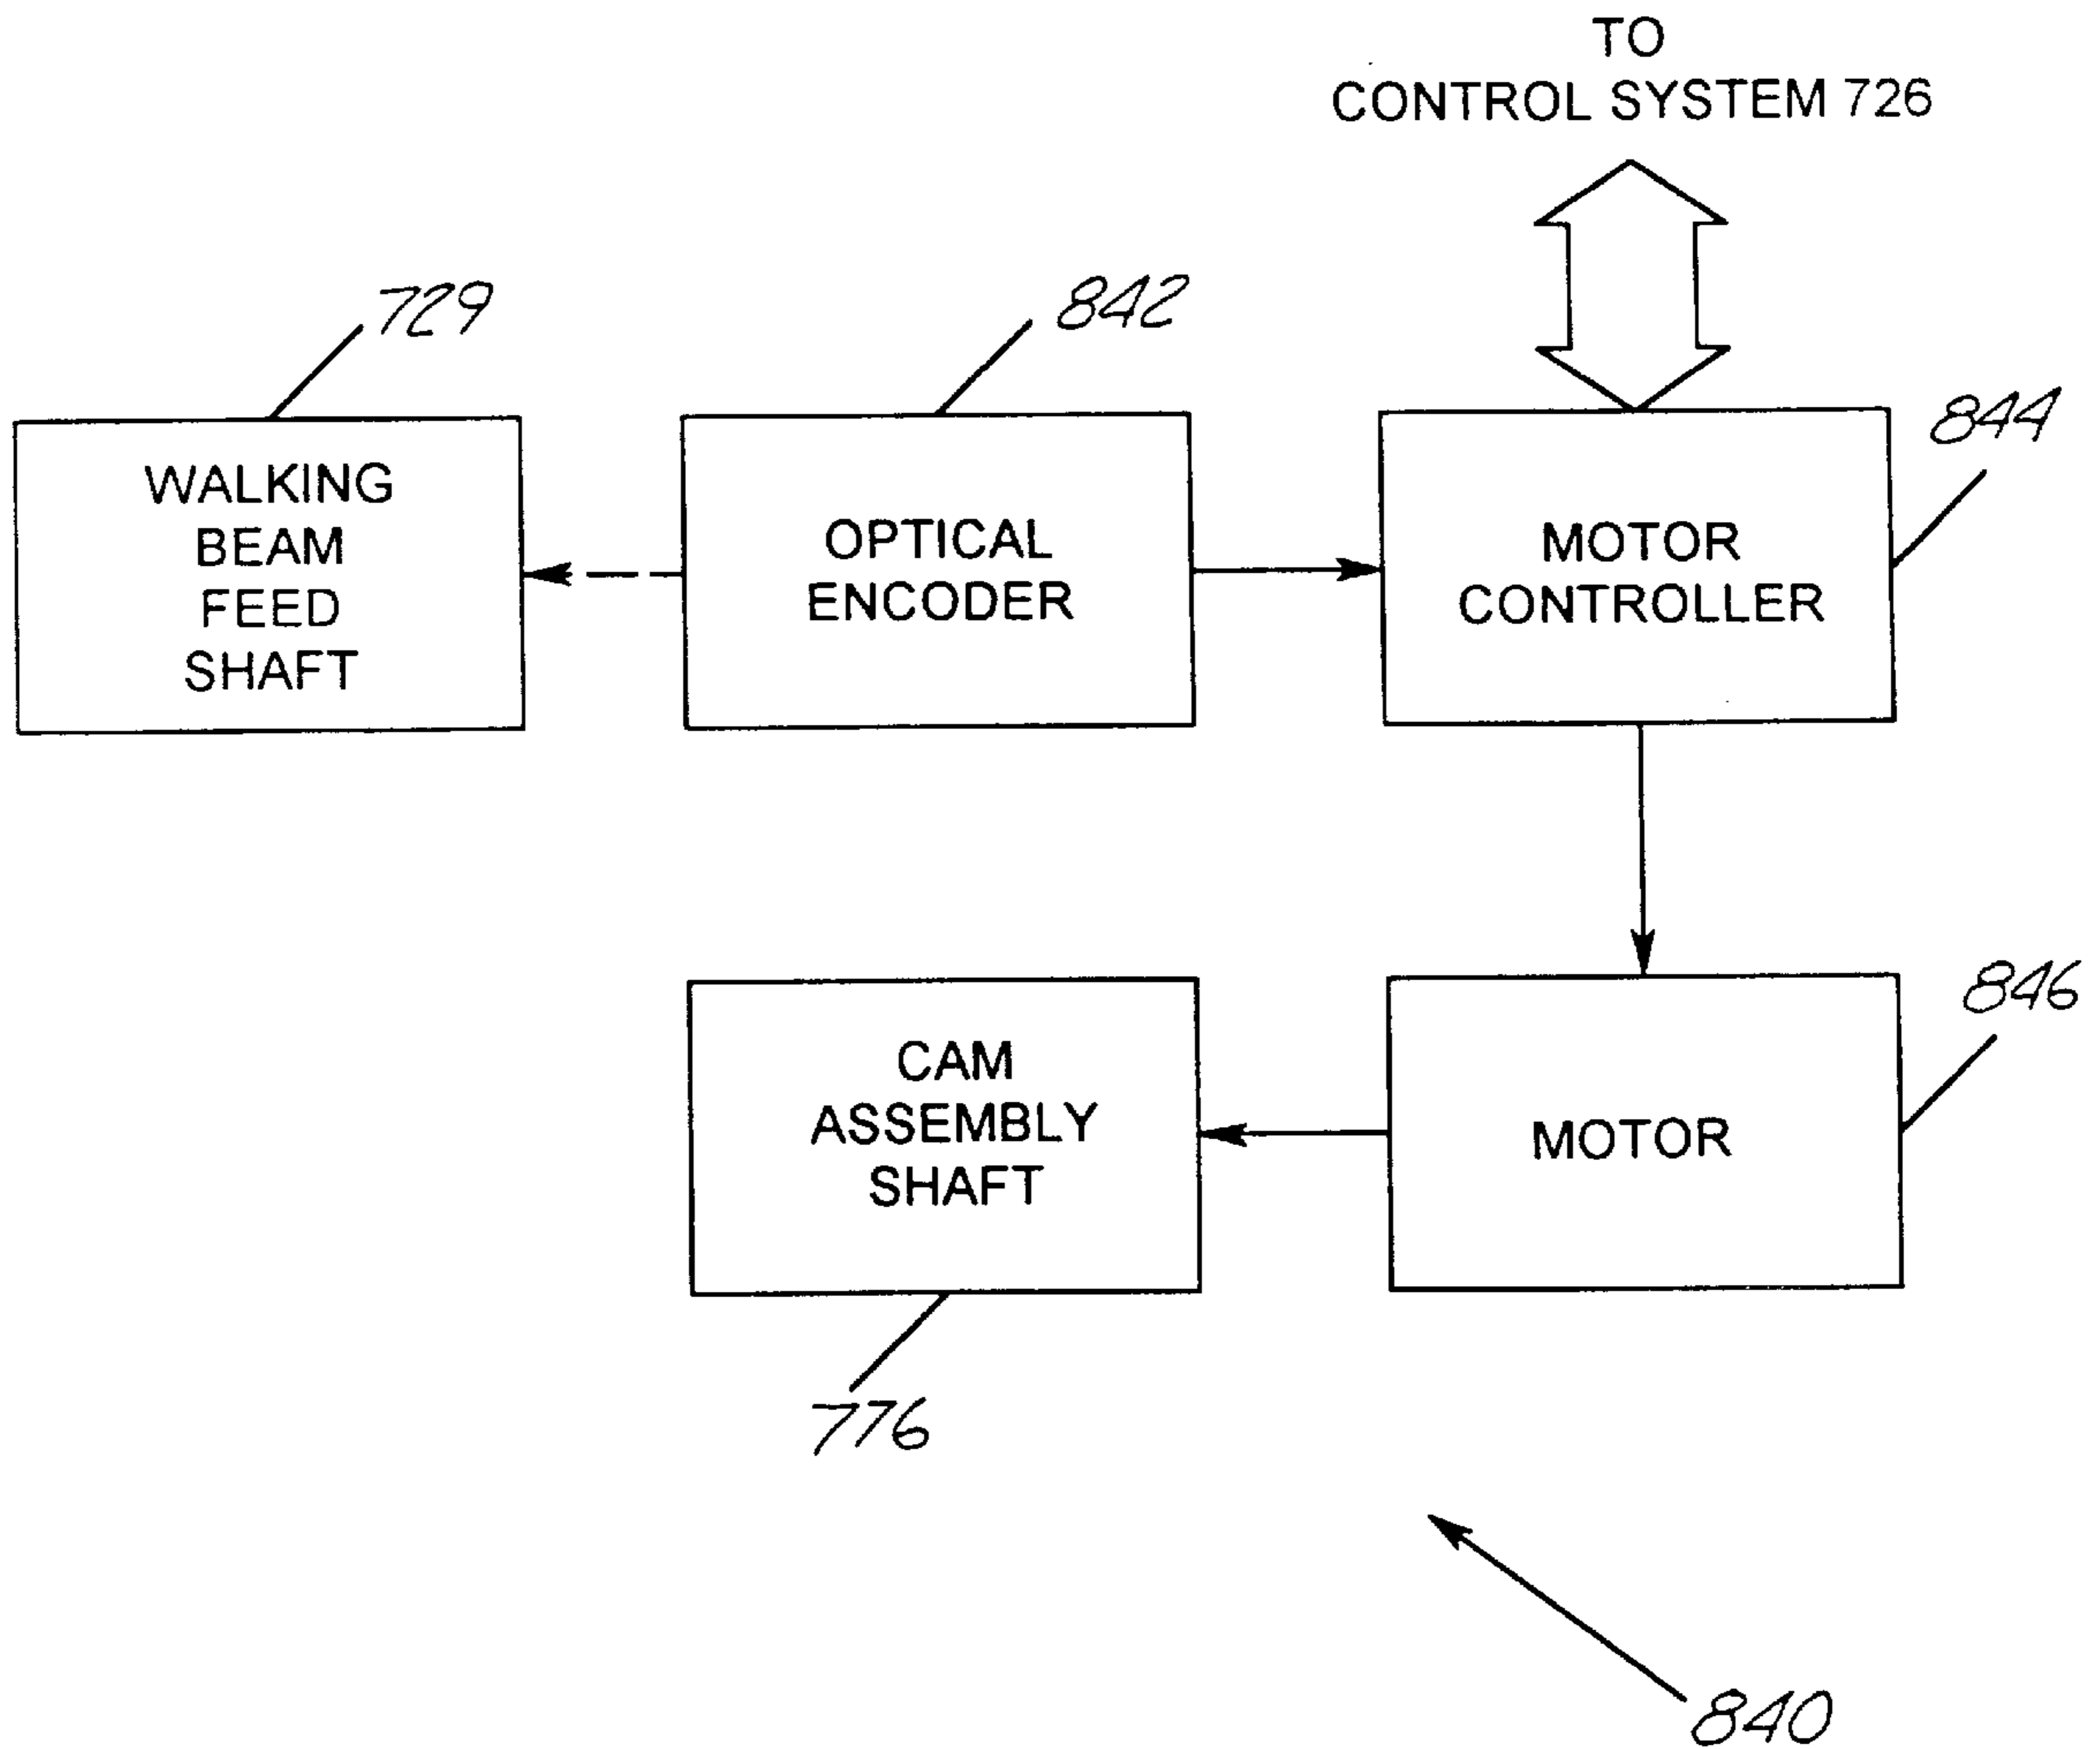 TO
CONTROL SYSTEM 726
729
842
844
WALKING
BEAM
FEED
SHAFT
OPTICAL
ENCODER
MOTOR
CONTROLLER
846
CAM
ASSEMBLY
SHAFT
MOTOR
776
840